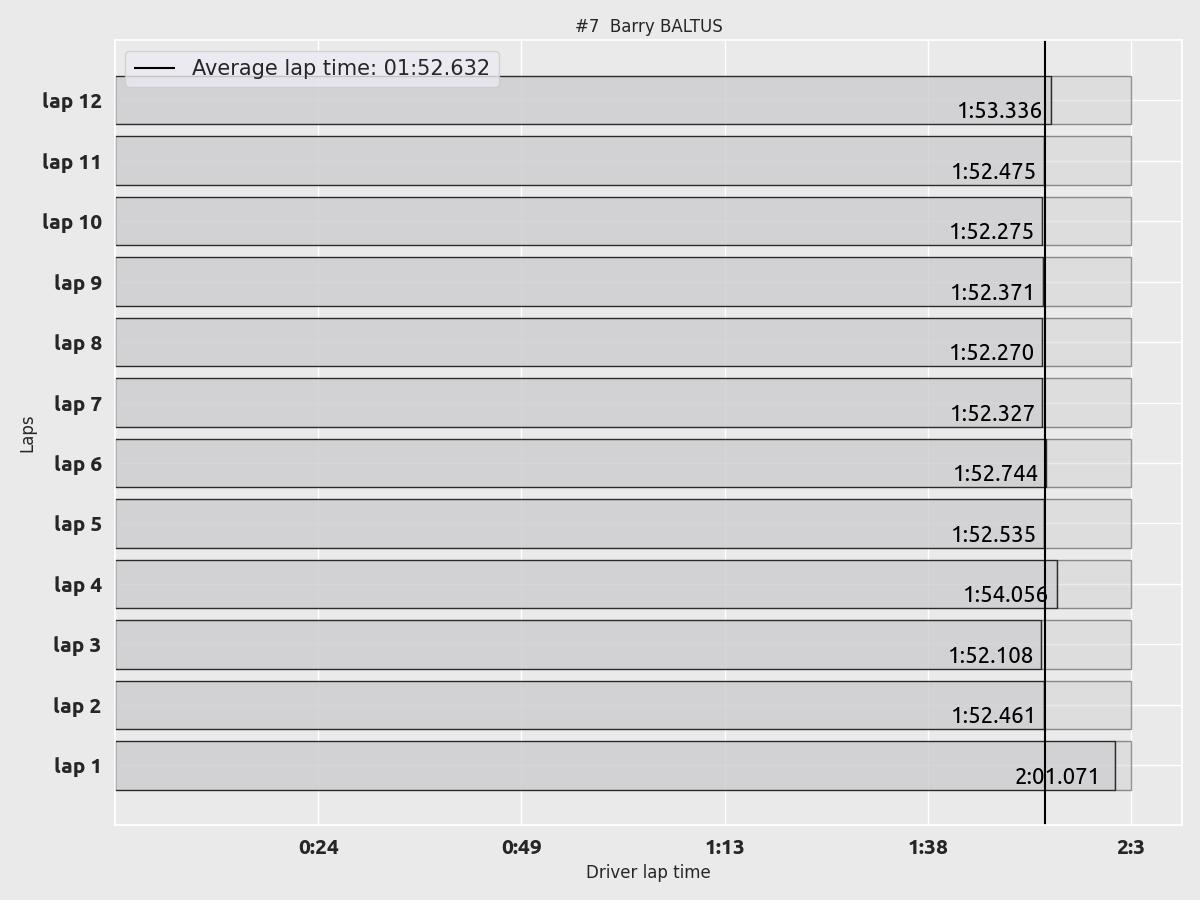 #7 Barry BALTUS
Average lap time: 01:52.632
lap 12 1:53.336
lap 11 1:52.475
lap 10 1:52.275
lap 9 1:52.371
lap 8 1:52.270
lap 7 1:52.327
lap 6 1:52.744
lap 5 1:52.535
lap 4 1:54.056
lap 3 1:52.108
lap 2 1:52.461
lap 1 2:01.071
Laps
0:24 0:49 1:13 1:38 2:3
Driver lap time